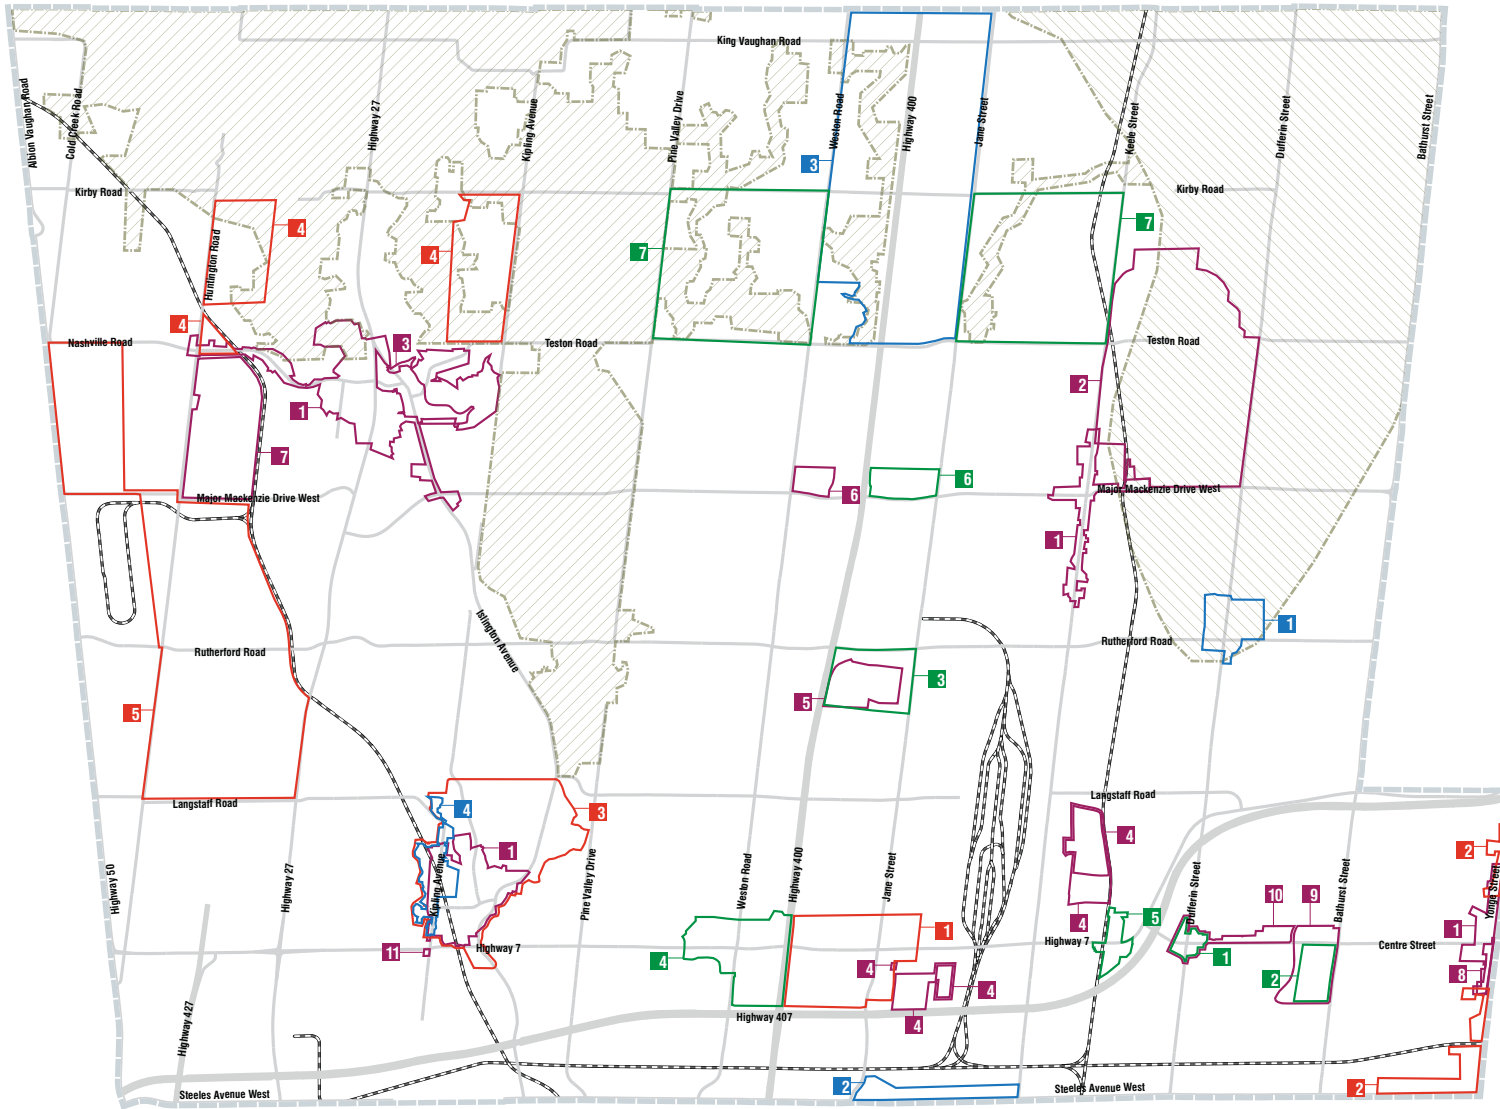 King Vaughan Road
Albion Vaughan Road
Cold Creek Road
Highway 27
Kipling Avenue
Pine Valley Drive
Weston Road
Highway 400
Jane Street
Keele Street
Dufferin Street
Bathurst Street
3
Kirby Road
Kirby Road
4
4
7
7
Huntington Road
4
Nashville Road
3
Teston Road
Teston Road
2
1
7
6
6
Major Mackenzie Drive West
Major Mackenzie Drive West
1
Islington Avenue
1
Rutherford Road
Rutherford Road
3
5
5
Langstaff Road
Langstaff Road
4
3
4
2
1
Highway 50
Highway 27
Kipling Avenue
Pine Valley Drive
Weston Road
Highway 400
Jane Street
Dufferin Street
Bathurst Street
Yonge Street
10
9
4
5
1
1
Highway 7
Highway 7
Centre Street
11
4
4
1
2
8
4
4
Highway 407
Highway 427
2
2
Steeles Avenue West
Steeles Avenue West